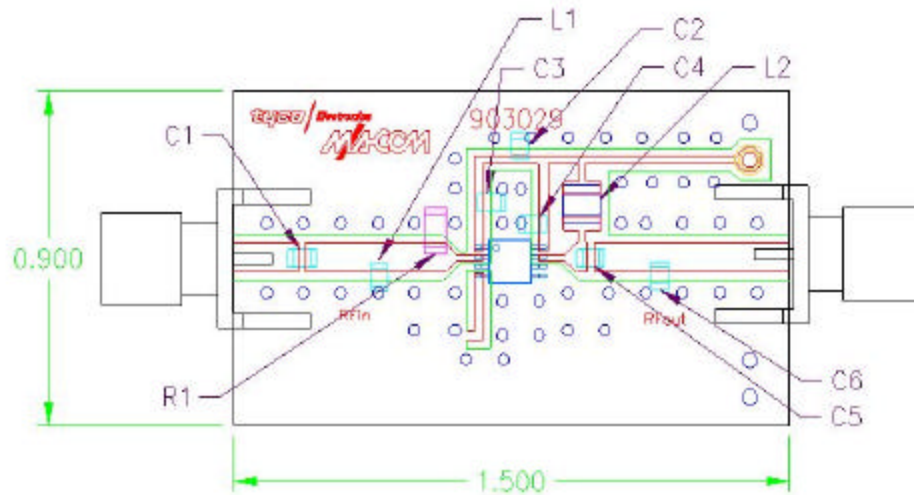 L1
C2
C3
C4
L2
C1
tyco / Electronics
M/A-COM
903029
0.900
RFin
RFout
R1
C6
C5
1.500